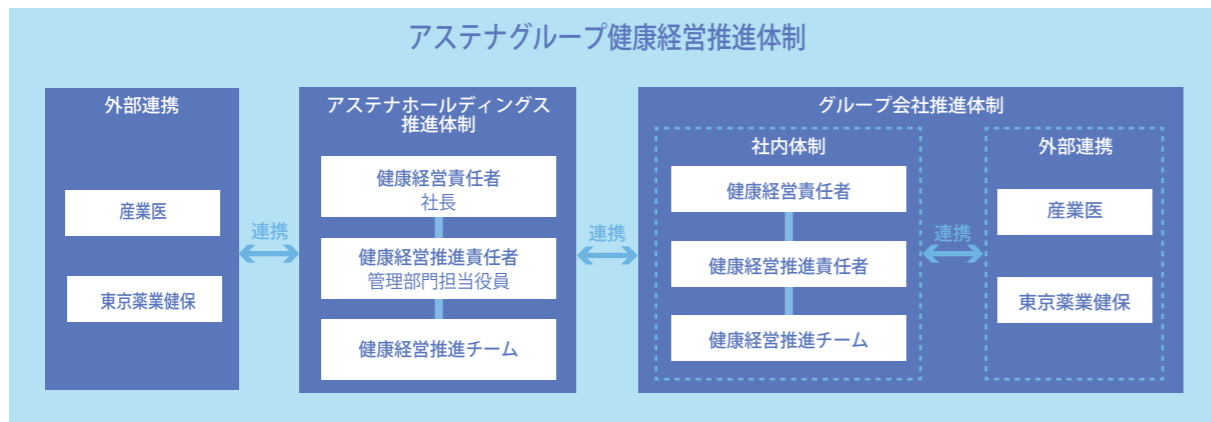 アステナグループ健康経営推進体制
外部連携
産業医
東京薬業健保
連携
アステナホールディングス
推進体制
健康経営責任者
社長
健康経営推進責任者
管理部門担当役員
健康経営推進チーム
連携
グループ会社推進体制
社内体制
健康経営責任者
健康経営推進責任者
健康経営推進チーム
連携
外部連携
産業医
東京薬業健保